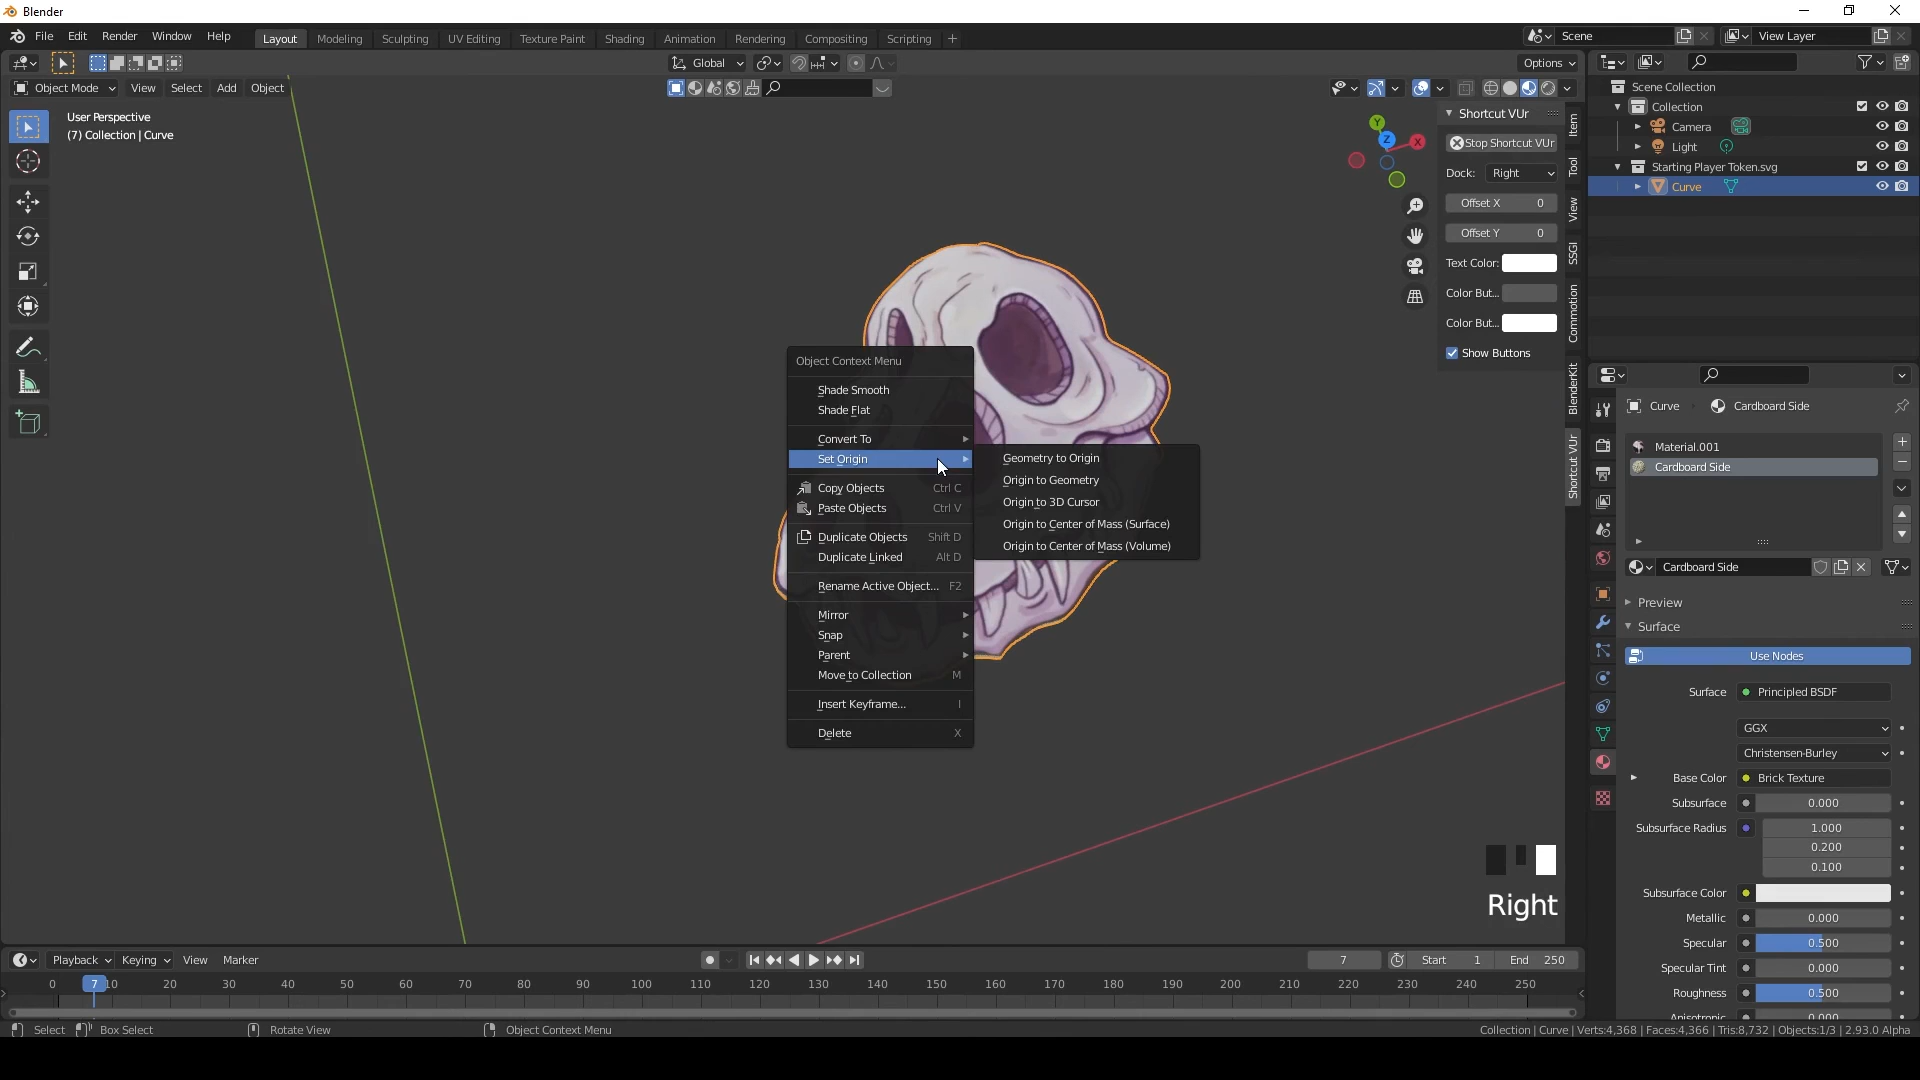 Blender
File Edit Render Window Help
Layout Modeling Sculpting UV Editing Texture Paint Shading Animation Rendering Compositing Scripting +
Scene
View Layer
Global
Options
Object Mode View Select Add Object
User Perspective
(7) Collection | Curve
Y
X
Z
Shortcut VUr
Stop Shortcut VUr
Dock: Right
Offset X 0
Offset Y 0
Text Color:
Color But...
Color But...
Show Buttons
Item
Tool
View
SSGI
Commotion
BlenderKit
Shortcut VUr
Scene Collection
Collection
Camera
Light
Starting Player Token.svg
Curve
Object Context Menu
Shade Smooth
Shade Flat
Convert To
Set Origin
Copy Objects Ctrl C
Paste Objects Ctrl V
Duplicate Objects Shift D
Duplicate Linked Alt D
Rename Active Object... F2
Mirror
Snap
Parent
Move to Collection M
Insert Keyframe... I
Delete X
Geometry to Origin
Origin to Geometry
Origin to 3D Cursor
Origin to Center of Mass (Surface)
Origin to Center of Mass (Volume)
Curve Cardboard Side
Material.001
Cardboard Side
Cardboard Side
Preview
Surface
Use Nodes
Surface Principled BSDF
GGX
Christensen-Burley
Base Color Brick Texture
Subsurface 0.000
Subsurface Radius 1.000
0.200
0.100
Subsurface Color
Metallic 0.000
Specular 0.500
Specular Tint 0.000
Roughness 0.500
Anisotropic 0.000
Right
Playback Keying View Marker
7 Start 1 End 250
0 7 10 20 30 40 50 60 70 80 90 100 110 120 130 140 150 160 170 180 190 200 210 220 230 240 250
Select Box Select Rotate View Object Context Menu
Collection | Curve | Verts:4,368 | Faces:4,366 | Tris:8,732 | Objects:1/3 | 2.93.0 Alpha